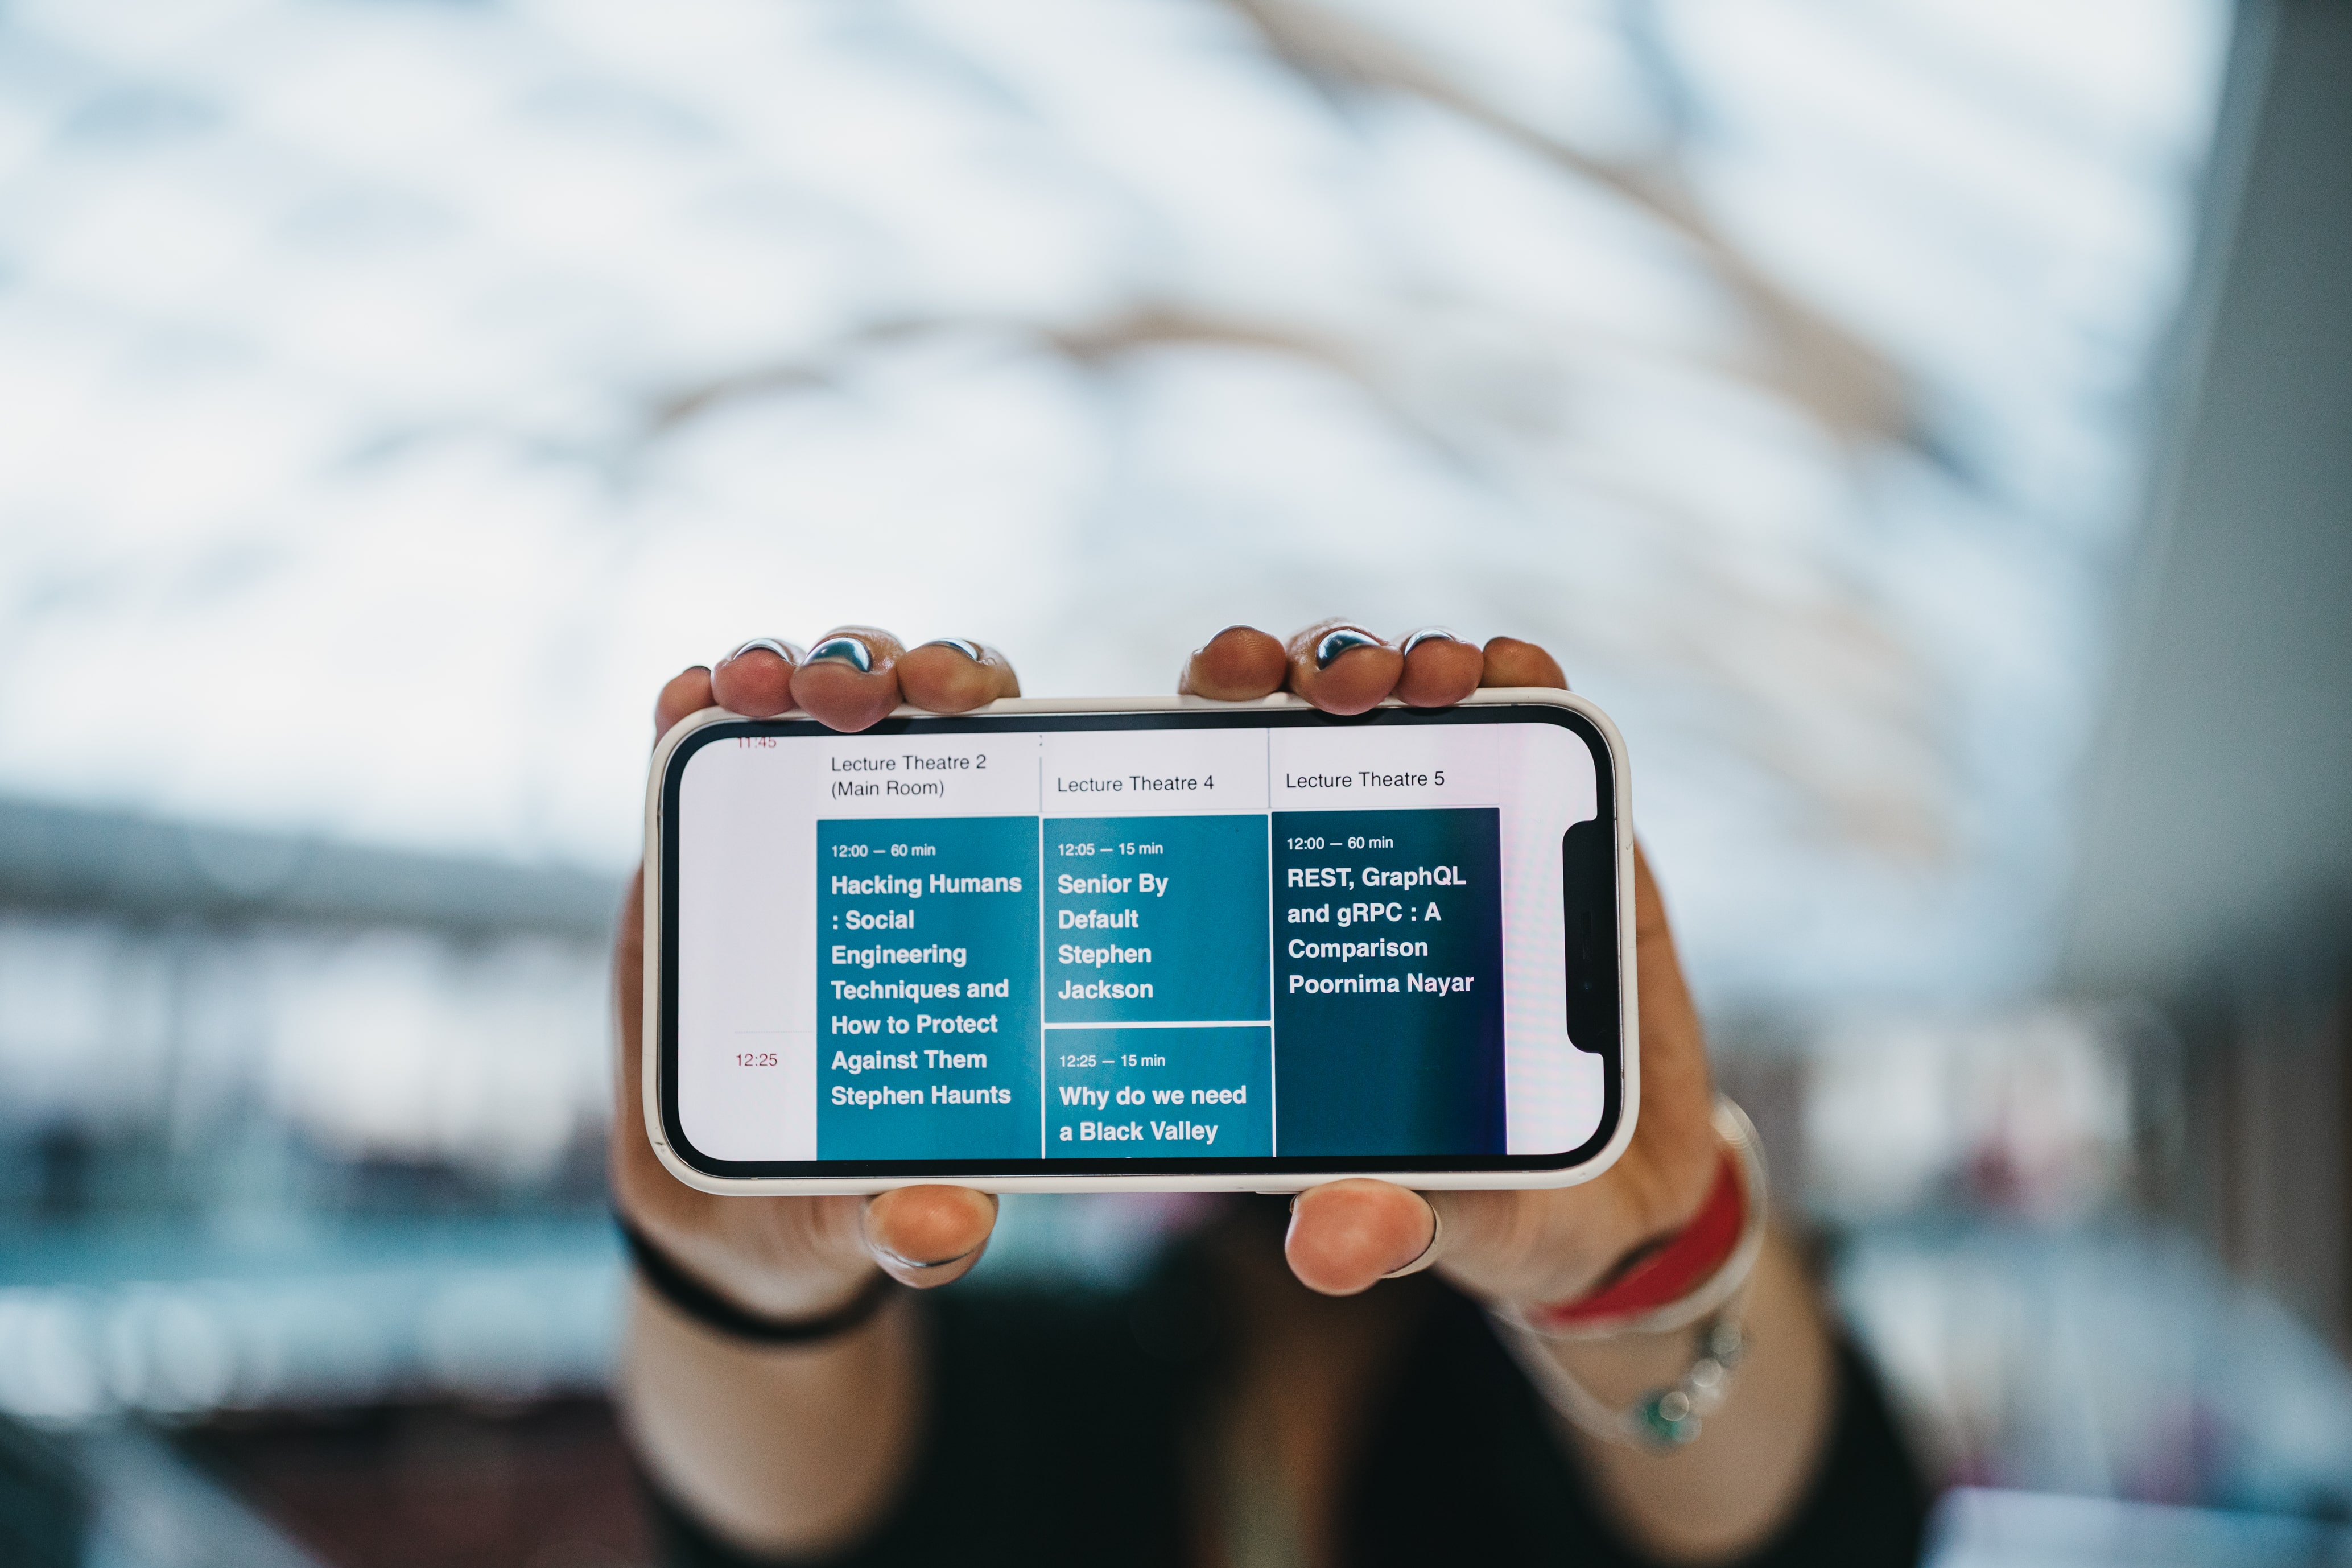 11:45
Lecture Theatre 2
(Main Room)
Lecture Theatre 4
Lecture Theatre 5
12:00 — 60 min
Hacking Humans
: Social
Engineering
Techniques and
How to Protect
Against Them
Stephen Haunts
12:05 — 15 min
Senior By
Default
Stephen
Jackson
12:00 — 60 min
REST, GraphQL
and gRPC : A
Comparison
Poornima Nayar
12:25
12:25 — 15 min
Why do we need
a Black Valley